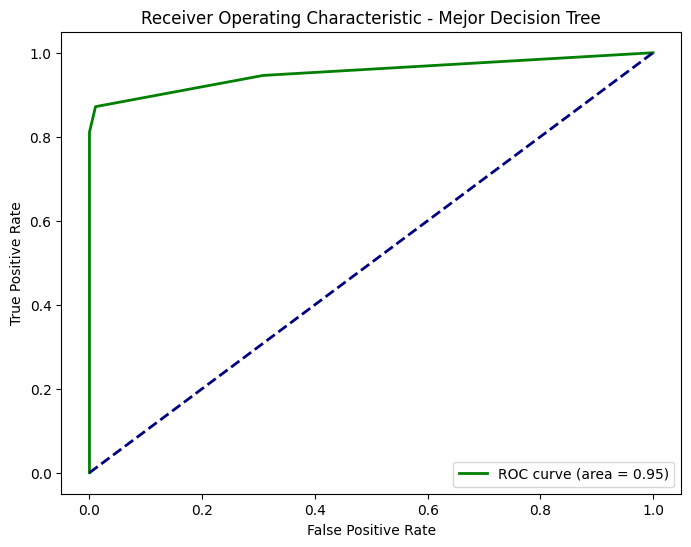 Receiver Operating Characteristic - Mejor Decision Tree
True Positive Rate
1.0
0.8
0.6
0.4
0.2
0.0
ROC curve (area = 0.95)
0.0 0.2 0.4 0.6 0.8 1.0
False Positive Rate